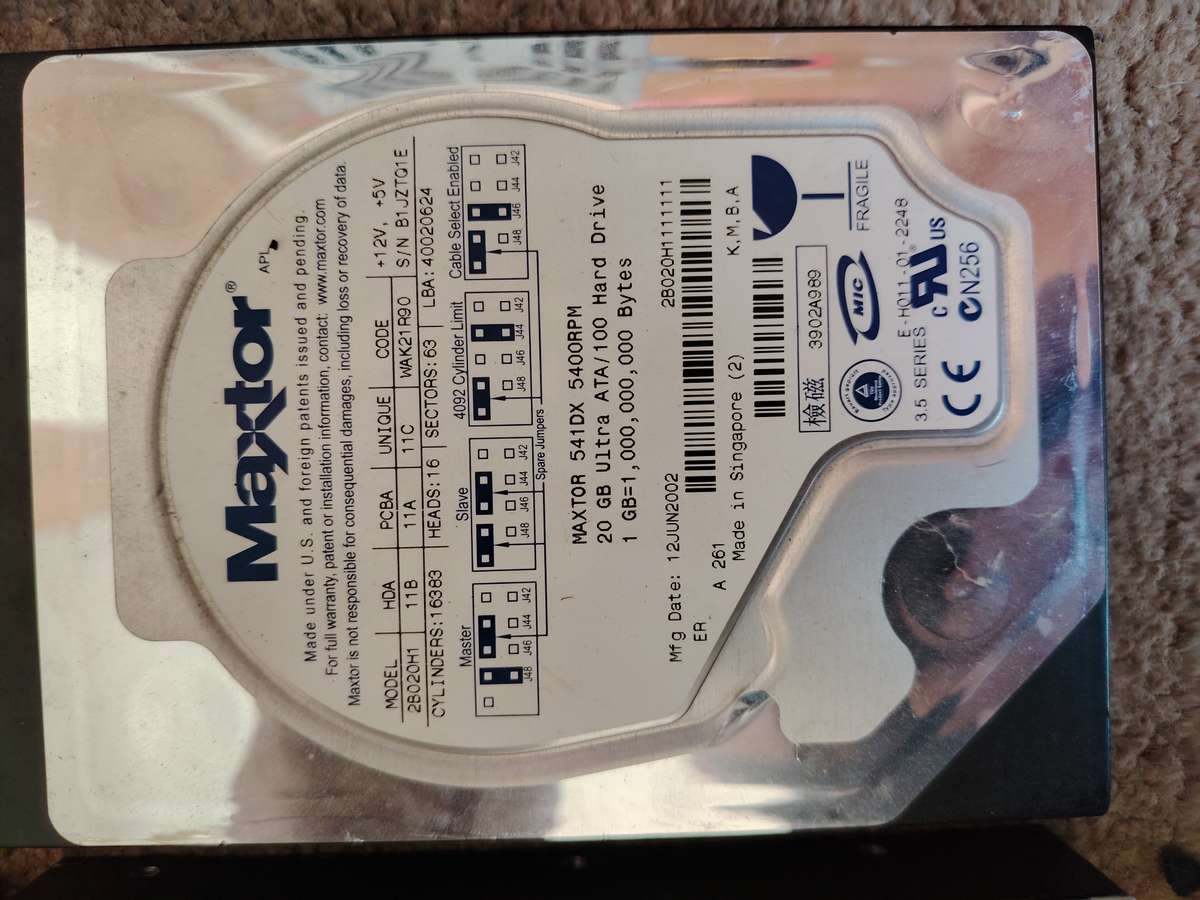 Maxtor®
APL
Made under U.S. and foreign patents issued and pending.
For full warranty, patent or installation information, contact: www.maxtor.com
Maxtor is not responsible for consequential damages, including loss or recovery of data.
MODEL HDA PCBA UNIQUE CODE +12V, +5V
2B020H1 11B 11A 11C WAK21R90 S/N B1JZTQ1E
CYLINDERS:16383 HEADS:16 SECTORS:63 LBA:40020624
Master Slave 4092 Cylinder Limit Cable Select Enabled
J48 J46 J44 J42 J48 J46 J44 J42 J48 J46 J44 J42 J48 J46 J44 J42
Spare Jumpers
MAXTOR 541DX 5400RPM
20 GB Ultra ATA/100 Hard Drive
1 GB=1,000,000,000 Bytes
Mfg Date: 12JUN2002 2B020H1111111
ER
A 261
Made in Singapore (2) K,M,B,A
檢磁 3902A989
MIC
FRAGILE
3.5 SERIES E-H011-01-2248
C US
CE N256